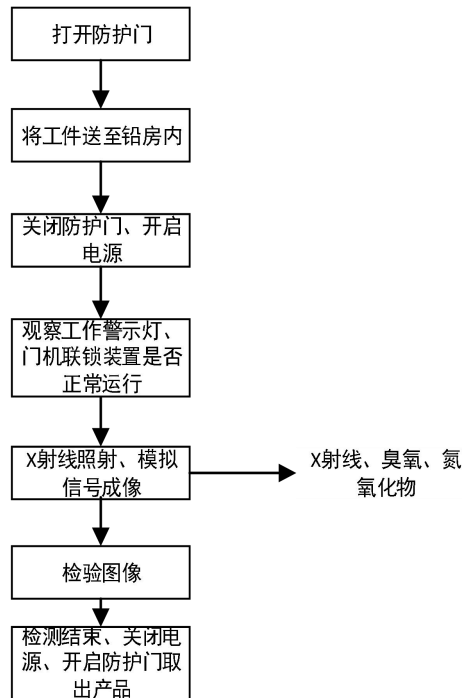 打开防护门
将工件送至铅房内
关闭防护门、开启
电源
观察工作警示灯、
门机联锁装置是否
正常运行
X射线照射、模拟
信号成像
X射线、臭氧、氮
氧化物
检验图像
检测结束、关闭电
源、开启防护门取
出产品